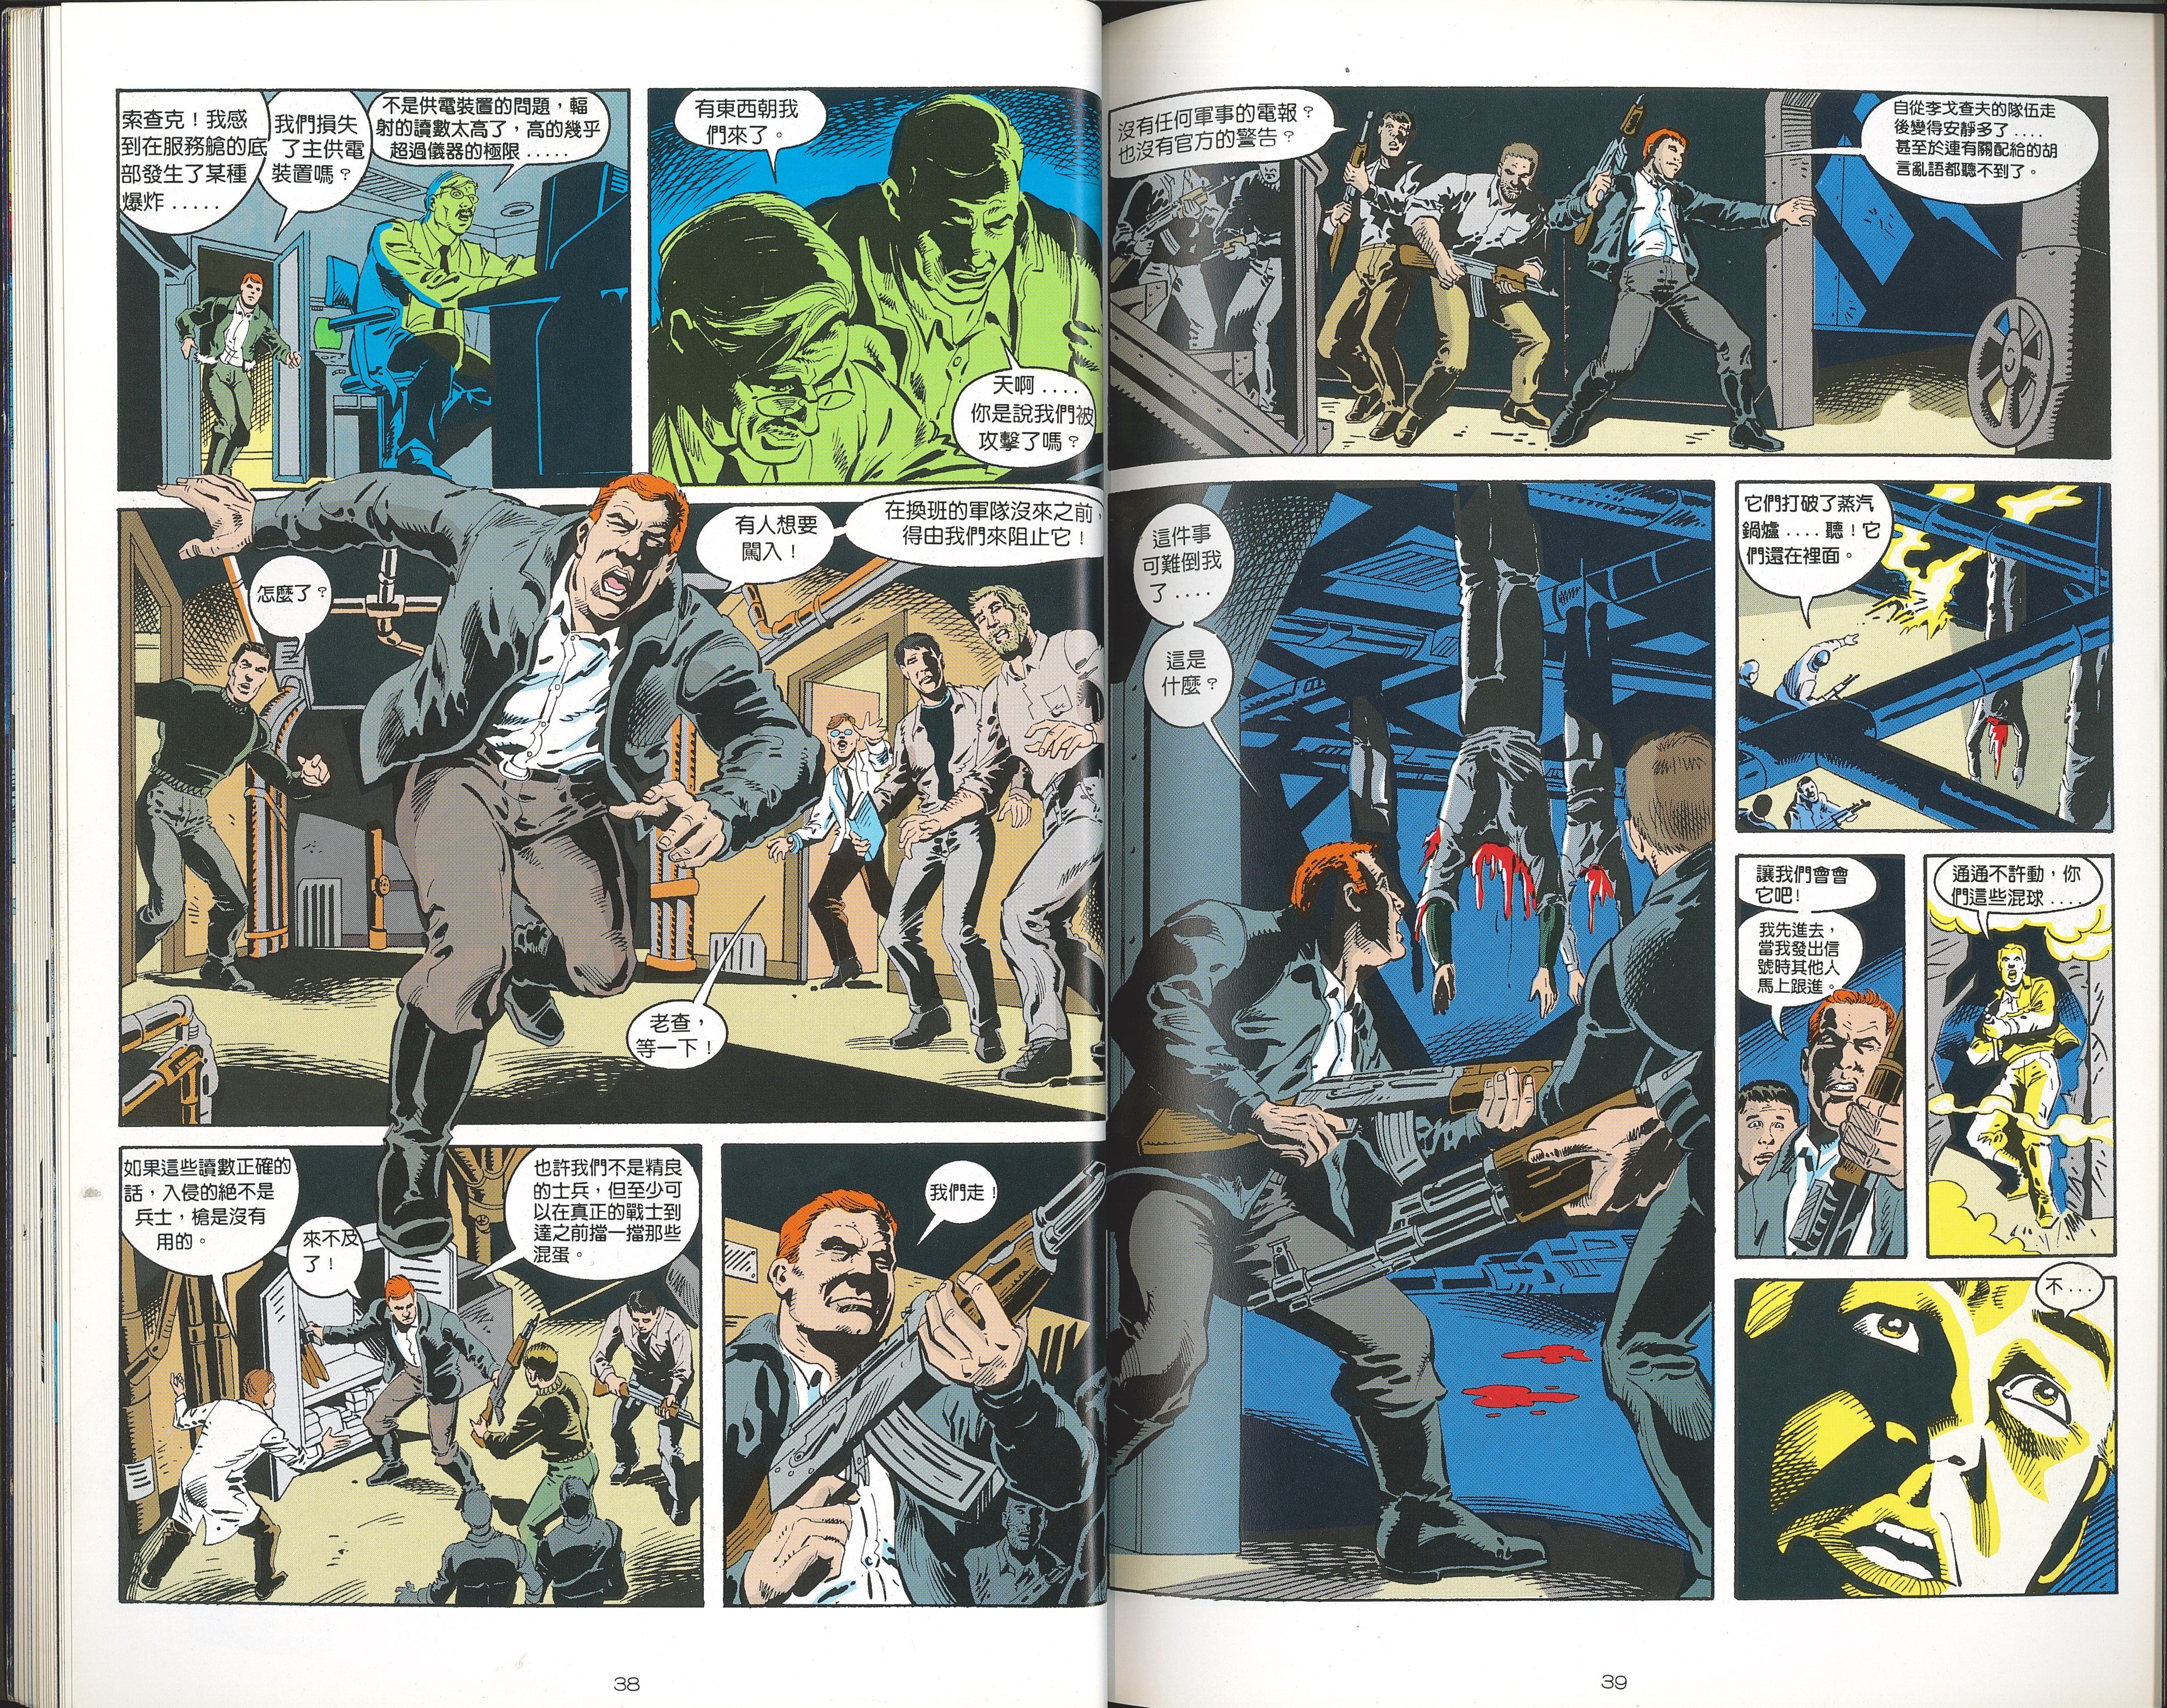 索查克！我感
到在服務艙的底
部發生了某種
爆炸．．．．．
我們損失
了主供電
裝置嗎？
不是供電裝置的問題，輻
射的讀數太高了，高的幾乎
超過儀器的極限．．．．．
有東西朝我
們來了。
天啊．．．．
你是說我們被
攻擊了嗎？
怎麼了？
有人想要
闖入！
在換班的軍隊沒來之前，
得由我們來阻止它！
老查，
等一下！
如果這些讀數正確的
話，入侵的絕不是
兵士，槍是沒有
用的。
來不及
了！
也許我們不是精良
的士兵，但至少可
以在真正的戰士到
達之前擋一擋那些
混蛋。
我們走！
38
沒有任何軍事的電報？
也沒有官方的警告？
自從李戈查夫的隊伍走
後變得安靜多了．．．．
甚至於連有關配給的胡
言亂語都聽不到了。
這件事
可難倒我
了．．．．
這是
什麼？
它們打破了蒸汽
鍋爐．．．．聽！它
們還在裡面。
讓我們會會
它吧！
我先進去，
當我發出信
號時其他人
馬上跟進。
通通不許動，你
們這些混球．．．．
不．．．
39